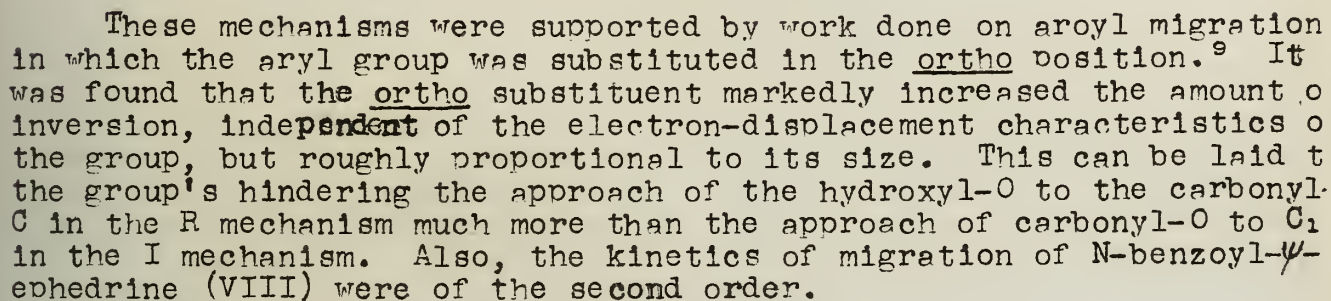 These mechanisms were supported by work done on aroyl migration
in which the aryl group was substituted in the ortho position.⁹ It
was found that the ortho substituent markedly increased the amount o
inversion, independent of the electron-displacement characteristics o
the group, but roughly proportional to its size. This can be laid t
the group's hindering the approach of the hydroxyl-O to the carbonyl-
C in the R mechanism much more than the approach of carbonyl-O to C₁
in the I mechanism. Also, the kinetics of migration of N-benzoyl-ψ-
ephedrine (VIII) were of the second order.